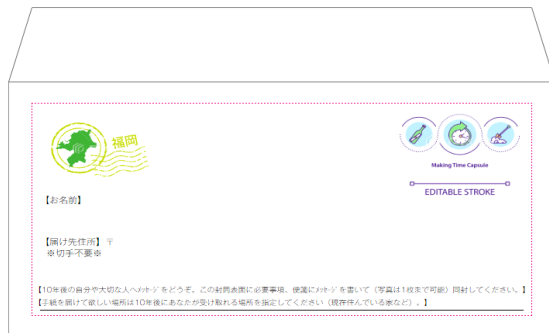 福岡
Making Time Capsule
EDITABLE STROKE
【お名前】
【届け先住所】〒
※切手不要※
【10年後の自分や大切な人へﾒｯｾｰｼﾞをどうぞ。この封筒表面に必要事項、便箋にﾒｯｾｰｼﾞを書いて（写真は1枚まで可能）同封してください。】
【手紙を届けて欲しい場所は10年後にあなたが受け取れる場所を指定してください（現在住んでいる家など）。】